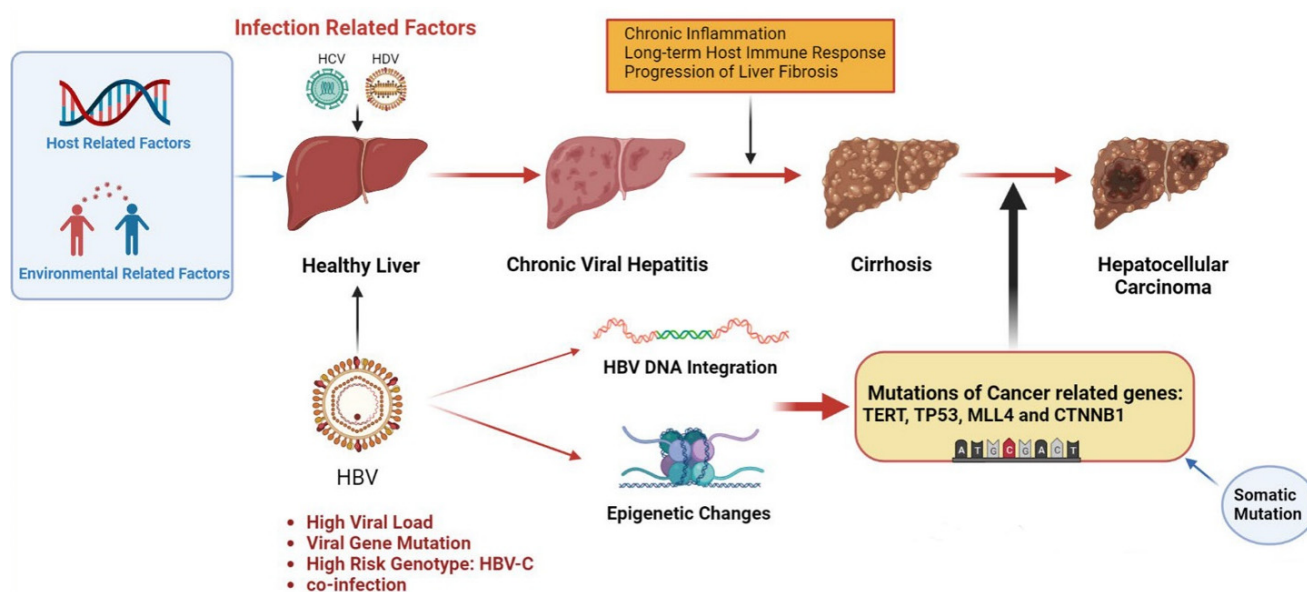 Infection Related Factors
HCV
HDV
Chronic Inflammation
Long-term Host Immune Response
Progression of Liver Fibrosis
Host Related Factors
Environmental Related Factors
Healthy Liver
Chronic Viral Hepatitis
Cirrhosis
Hepatocellular
Carcinoma
HBV DNA Integration
Mutations of Cancer related genes:
TERT, TP53, MLL4 and CTNNB1
A T G C G A C T
HBV
Epigenetic Changes
Somatic
Mutation
• High Viral Load
• Viral Gene Mutation
• High Risk Genotype: HBV-C
• co-infection